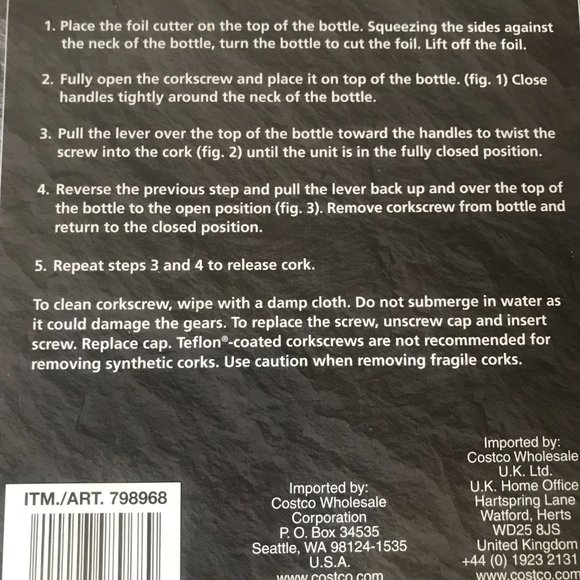 1. Place the foil cutter on the top of the bottle. Squeezing the sides against
the neck of the bottle, turn the bottle to cut the foil. Lift off the foil.
2. Fully open the corkscrew and place it on top of the bottle. (fig. 1) Close
handles tightly around the neck of the bottle.
3. Pull the lever over the top of the bottle toward the handles to twist the
screw into the cork (fig. 2) until the unit is in the fully closed position.
4. Reverse the previous step and pull the lever back up and over the top of
the bottle to the open position (fig. 3). Remove corkscrew from bottle and
return to the closed position.
5. Repeat steps 3 and 4 to release cork.
To clean corkscrew, wipe with a damp cloth. Do not submerge in water as
it could damage the gears. To replace the screw, unscrew cap and insert
screw. Replace cap. Teflon®-coated corkscrews are not recommended for
removing synthetic corks. Use caution when removing fragile corks.
ITM./ART. 798968
Imported by:
Costco Wholesale
Corporation
P. O. Box 34535
Seattle, WA 98124-1535
U.S.A.
www.costco.com
Imported by:
Costco Wholesale
U.K. Ltd.
U.K. Home Office
Hartspring Lane
Watford, Herts
WD25 8JS
United Kingdom
+44 (0) 1923 2131
www.costco.com